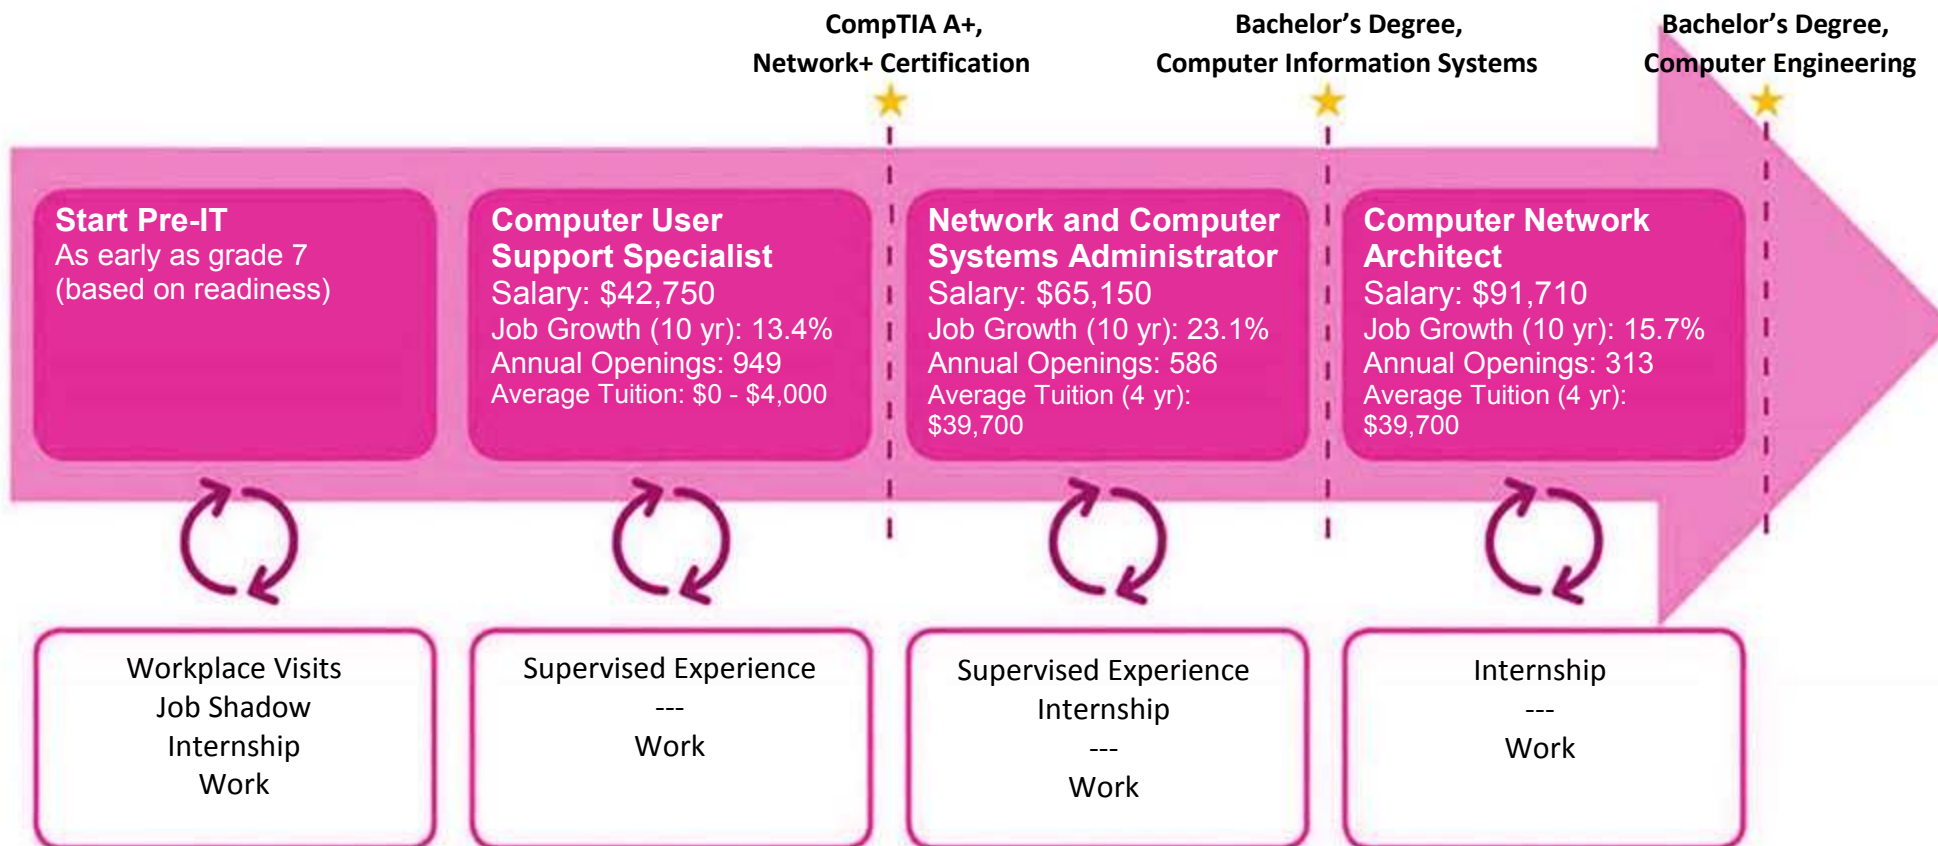 CompTIA A+,
Network+ Certification
Bachelor’s Degree,
Computer Information Systems
Bachelor’s Degree,
Computer Engineering
Start Pre-IT
As early as grade 7
(based on readiness)
Computer User
Support Specialist
Salary: $42,750
Job Growth (10 yr): 13.4%
Annual Openings: 949
Average Tuition: $0 - $4,000
Network and Computer
Systems Administrator
Salary: $65,150
Job Growth (10 yr): 23.1%
Annual Openings: 586
Average Tuition (4 yr):
$39,700
Computer Network
Architect
Salary: $91,710
Job Growth (10 yr): 15.7%
Annual Openings: 313
Average Tuition (4 yr):
$39,700
Workplace Visits
Job Shadow
Internship
Work
Supervised Experience
---
Work
Supervised Experience
Internship
---
Work
Internship
---
Work